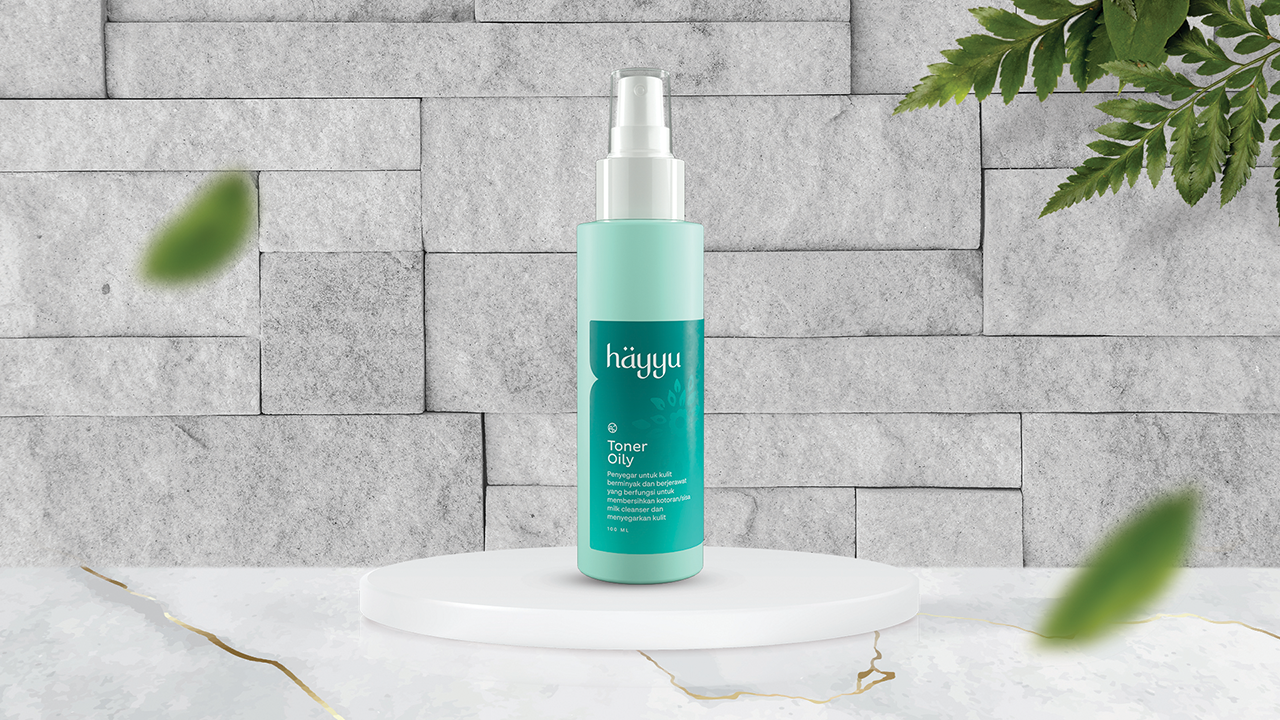 häyyu
Toner
Oily
Penyegar untuk kulit
berminyak dan berjerawat
yang berfungsi untuk
membersihkan kotoran/sisa
milk cleanser dan
menyegarkan kulit
100 ML